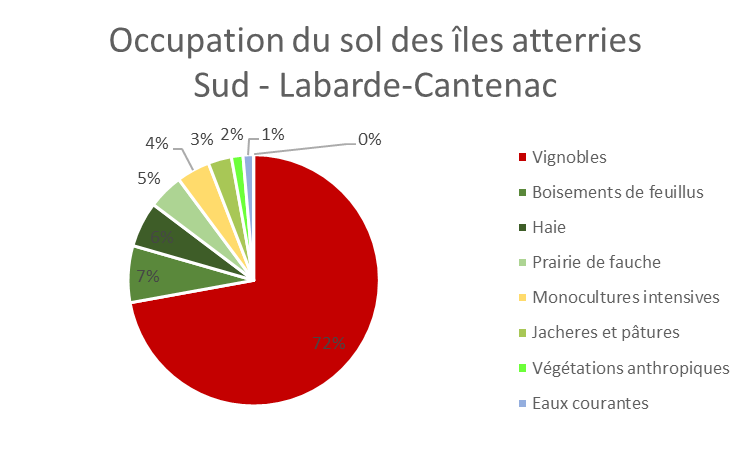 Occupation du sol des îles atterries
Sud - Labarde-Cantenac
4%
3%
2%
1%
0%
5%
6%
7%
72%
Vignobles
Boisements de feuillus
Haie
Prairie de fauche
Monocultures intensives
Jacheres et pâtures
Végétations anthropiques
Eaux courantes